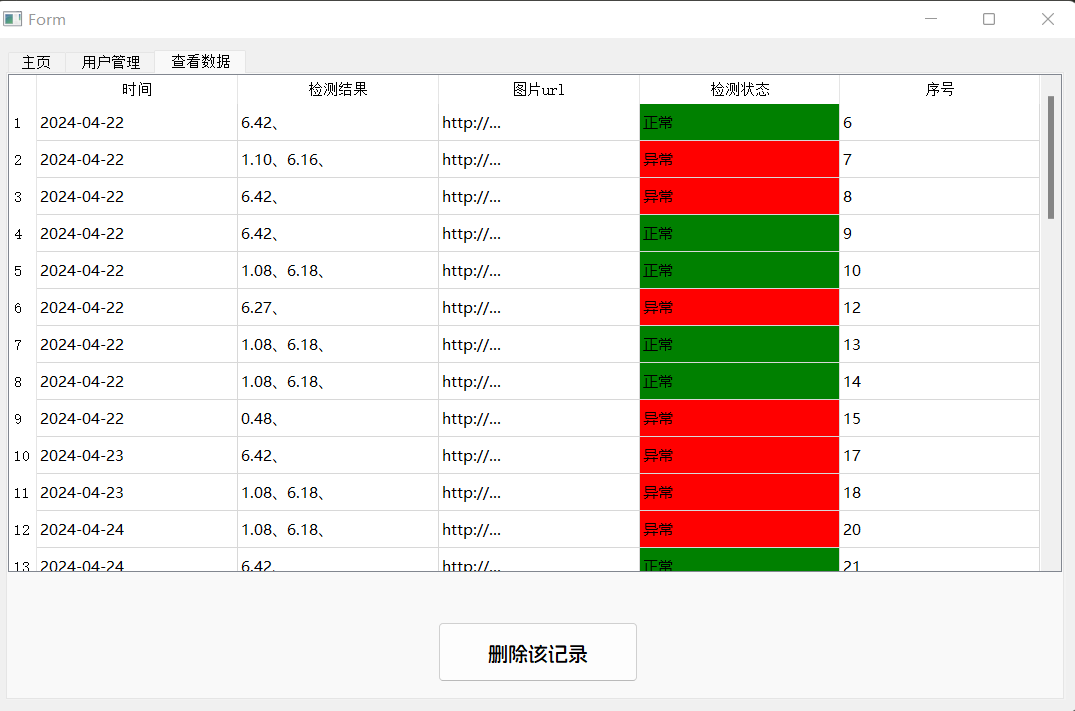 Form
主页 用户管理 查看数据
时间 检测结果 图片url 检测状态 序号
1 2024-04-22 6.42、 http://... 正常 6
2 2024-04-22 1.10、6.16、 http://... 异常 7
3 2024-04-22 6.42、 http://... 异常 8
4 2024-04-22 6.42、 http://... 正常 9
5 2024-04-22 1.08、6.18、 http://... 正常 10
6 2024-04-22 6.27、 http://... 异常 12
7 2024-04-22 1.08、6.18、 http://... 正常 13
8 2024-04-22 1.08、6.18、 http://... 正常 14
9 2024-04-22 0.48、 http://... 异常 15
10 2024-04-23 6.42、 http://... 异常 17
11 2024-04-23 1.08、6.18、 http://... 异常 18
12 2024-04-24 1.08、6.18、 http://... 异常 20
13 2024-04-24 6.42、 http://... 正常 21
删除该记录